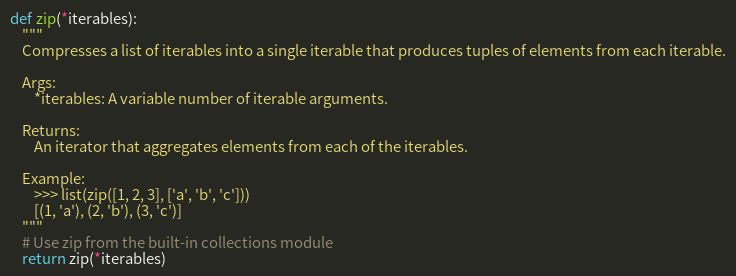 def zip(*iterables):
"""
Compresses a list of iterables into a single iterable that produces tuples of elements from each iterable.
Args:
*iterables: A variable number of iterable arguments.
Returns:
An iterator that aggregates elements from each of the iterables.
Example:
>>> list(zip([1, 2, 3], ['a', 'b', 'c']))
[(1, 'a'), (2, 'b'), (3, 'c')]
"""
# Use zip from the built-in collections module
return zip(*iterables)